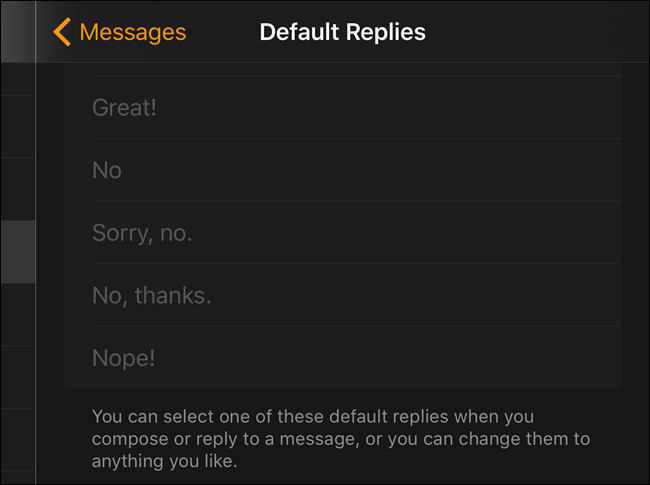 Messages
Default Replies
Great!
No
Sorry, no.
No, thanks.
Nope!
You can select one of these default replies when you
compose or reply to a message, or you can change them to
anything you like.